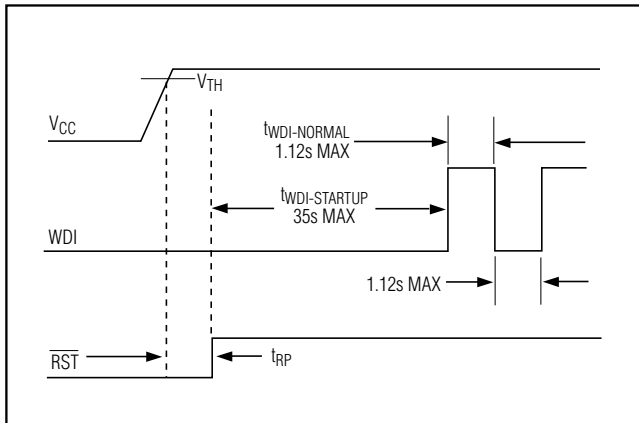 VTH
VCC
tWDI-NORMAL
1.12s MAX
tWDI-STARTUP
35s MAX
WDI
1.12s MAX
RST
tRP